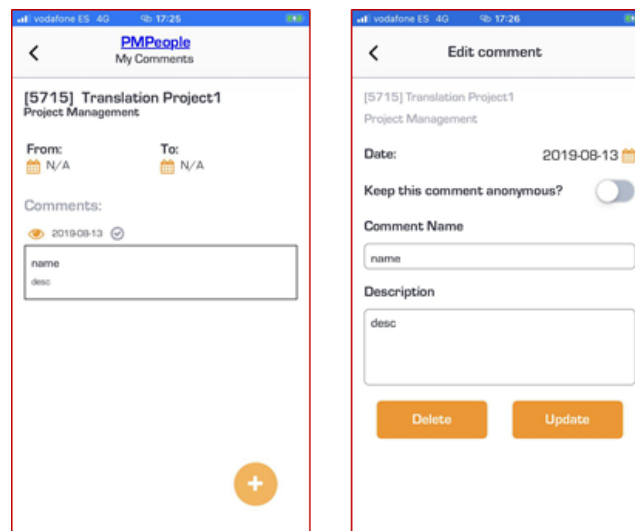 vodafone ES 4G 17:25
PMPeople
My Comments
[5715] Translation Project1
Project Management
From: To:
N/A N/A
Comments:
2019-08-13
name
desc
+
vodafone ES 4G 17:26
Edit comment
[5715] Translation Project1
Project Management
Date: 2019-08-13
Keep this comment anonymous?
Comment Name
name
Description
desc
Delete Update